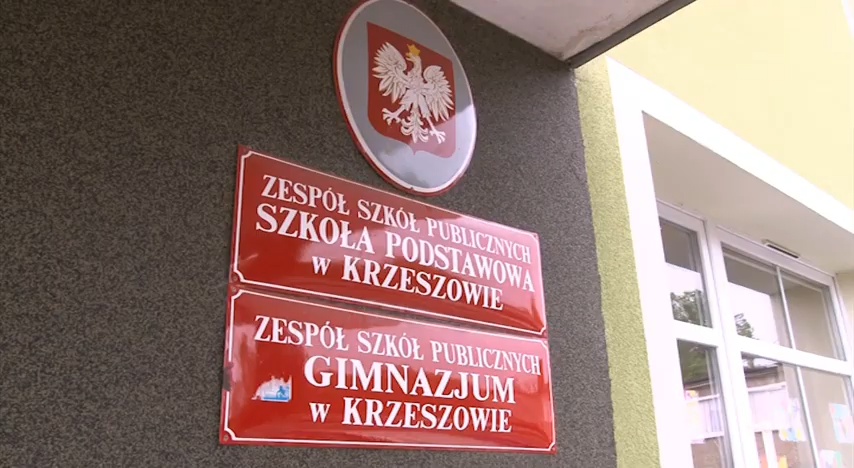 ZESPÓŁ SZKÓŁ PUBLICZNYCH
SZKOŁA PODSTAWOWA
w KRZESZOWIE
ZESPÓŁ SZKÓŁ PUBLICZNYCH
GIMNAZJUM
w KRZESZOWIE